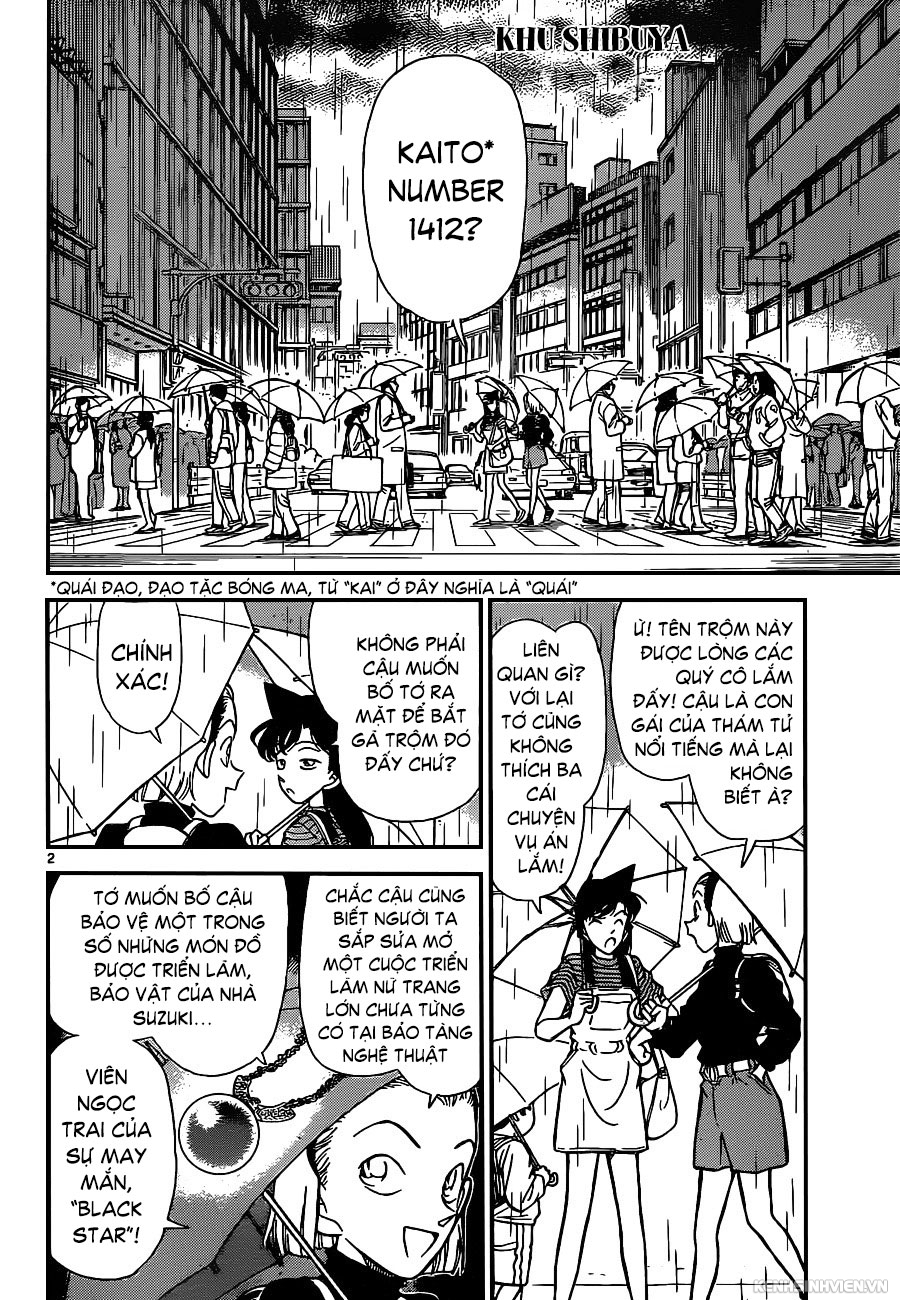 KHU SHIBUYA
KAITO*
NUMBER
1412?
*QUÁI ĐẠO, ĐẠO TẶC BÓNG MA, TỪ "KAI" Ở ĐÂY NGHĨA LÀ "QUÁI"
Ừ! TÊN TRỘM NÀY
ĐƯỢC LÒNG CÁC
QUÝ CÔ LẮM
ĐẤY! CẬU LÀ CON
GÁI CỦA THÁM TỬ
NỔI TIẾNG MÀ LẠI
KHÔNG
BIẾT À?
LIÊN
QUAN GÌ?
VỚI LẠI
TỚ CŨNG
KHÔNG
THÍCH BA
CÁI
CHUYỆN
VỤ ÁN
LẮM!
KHÔNG PHẢI
CẬU MUỐN
BỐ TỚ RA
MẶT ĐỂ BẮT
GÃ TRỘM ĐÓ
ĐẤY CHỨ?
CHÍNH
XÁC!
2
CHẮC CẬU CŨNG
BIẾT NGƯỜI TA
SẮP SỬA MỞ
MỘT CUỘC TRIỂN
LÃM NỮ TRANG
LỚN CHƯA TỪNG
CÓ TẠI BẢO TÀNG
NGHỆ THUẬT
TỚ MUỐN BỐ CẬU
BẢO VỆ MỘT TRONG
SỐ NHỮNG MÓN ĐỒ
ĐƯỢC TRIỂN LÃM,
BẢO VẬT CỦA NHÀ
SUZUKI...
VIÊN
NGỌC
TRAI CỦA
SỰ MAY
MẮN,
"BLACK
STAR"!
KENHSINHVIEN.VN